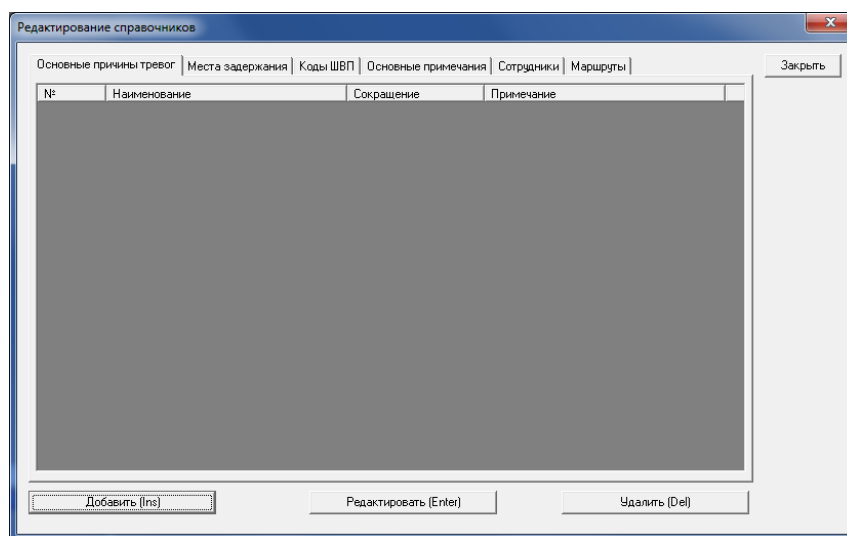 Редактирование справочников
Основные причины тревог Места задержания Коды ШВП Основные примечания Сотрудники Маршруты Закрыть
№ Наименование Сокращение Примечание
Добавить (Ins) Редактировать (Enter) Удалить (Del)